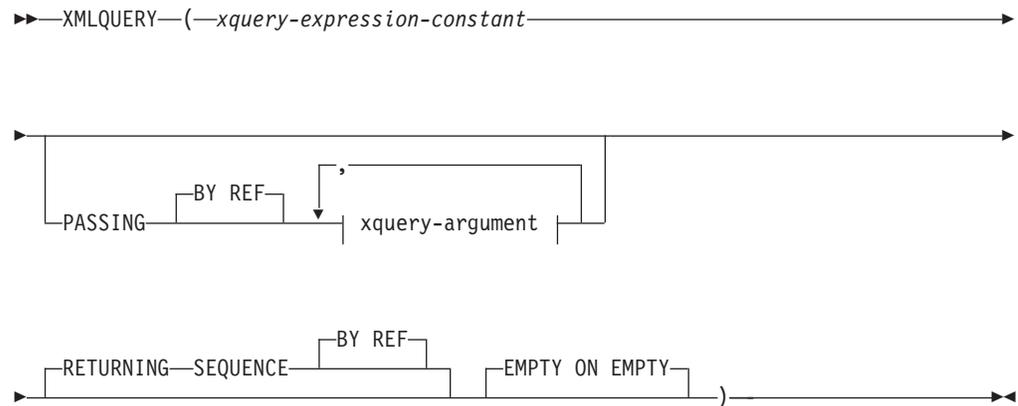 XMLQUERY ( xquery-expression-constant
,
BY REF
PASSING xquery-argument
BY REF
RETURNING SEQUENCE EMPTY ON EMPTY
)